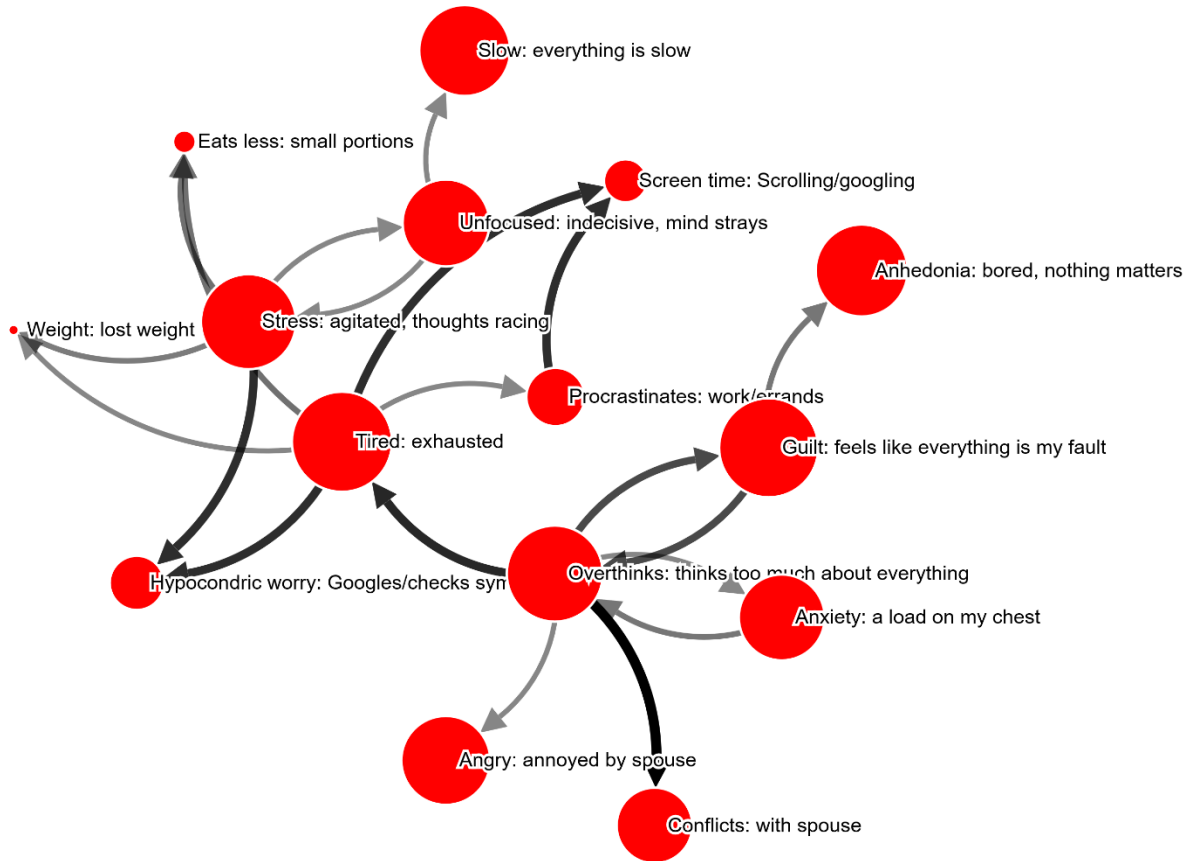 Slow: everything is slow
Eats less: small portions
Screen time: Scrolling/googling
Unfocused: indecisive, mind strays
Anhedonia: bored, nothing matters
Stress: agitated, thoughts racing
Weight: lost weight
Procrastinates: work/errands
Tired: exhausted
Guilt: feels like everything is my fault
Overthinks: thinks too much about everything
Hypocondric worry: Googles/checks syn
Anxiety: a load on my chest
Angry: annoyed by spouse
Conflicts: with spouse